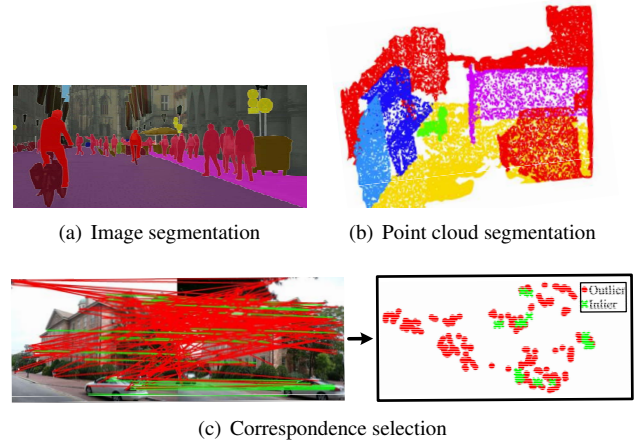 (a) Image segmentation
(b) Point cloud segmentation
Outlier
Inlier
(c) Correspondence selection